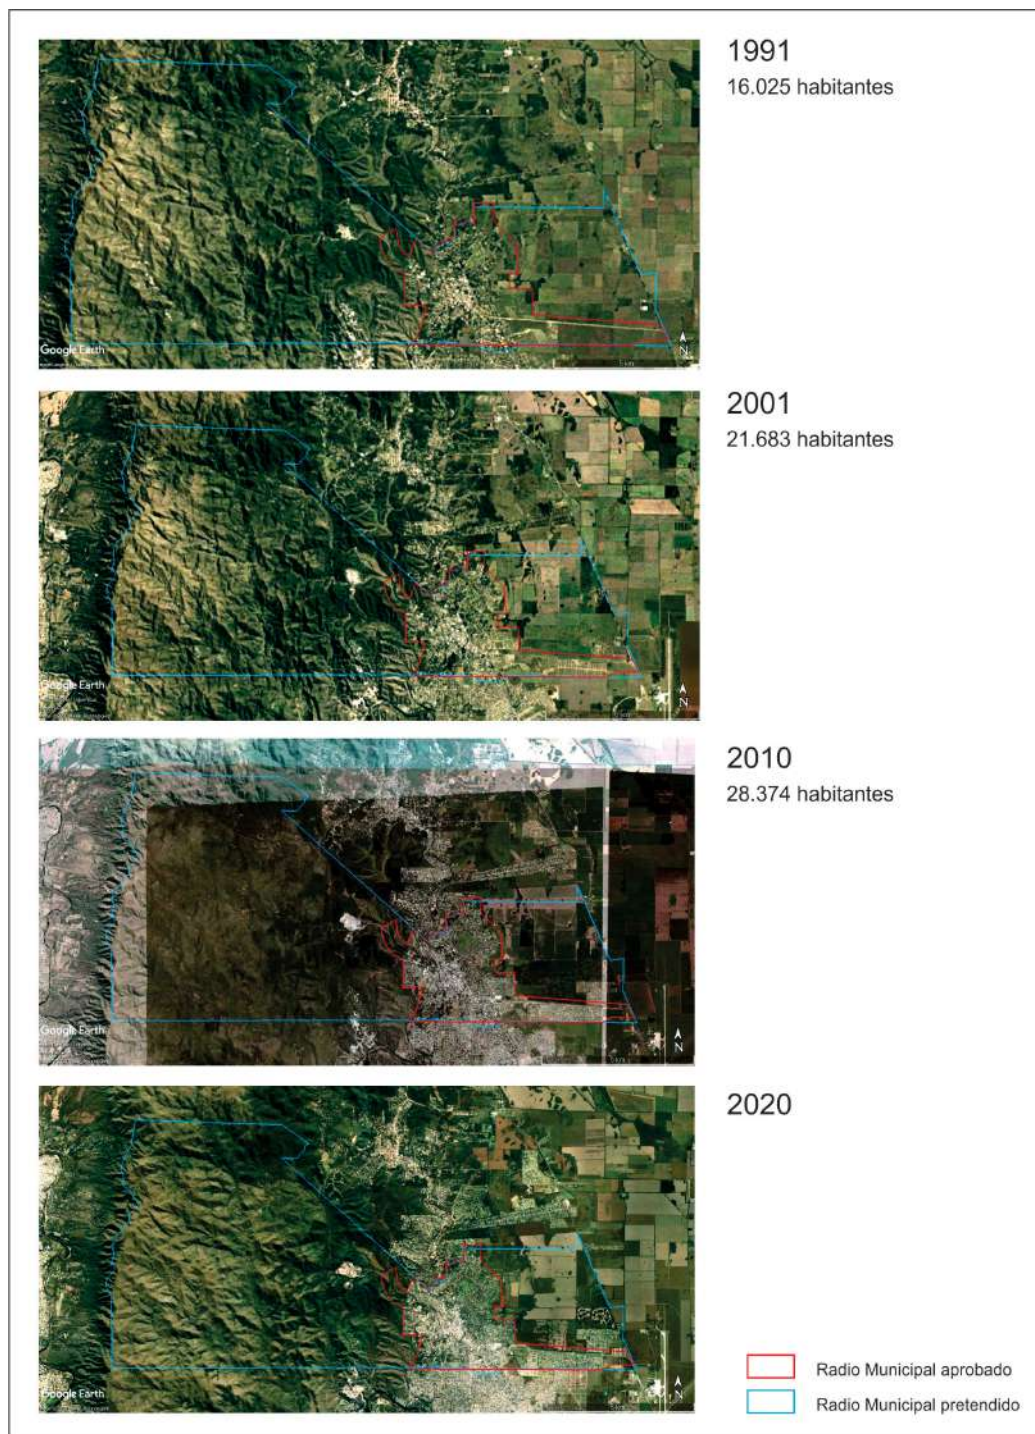 1991
16.025 habitantes
Google Earth
N
2001
21.683 habitantes
Google Earth
N
2010
28.374 habitantes
Google Earth
N
2020
Google Earth
N
Radio Municipal aprobado
Radio Municipal pretendido